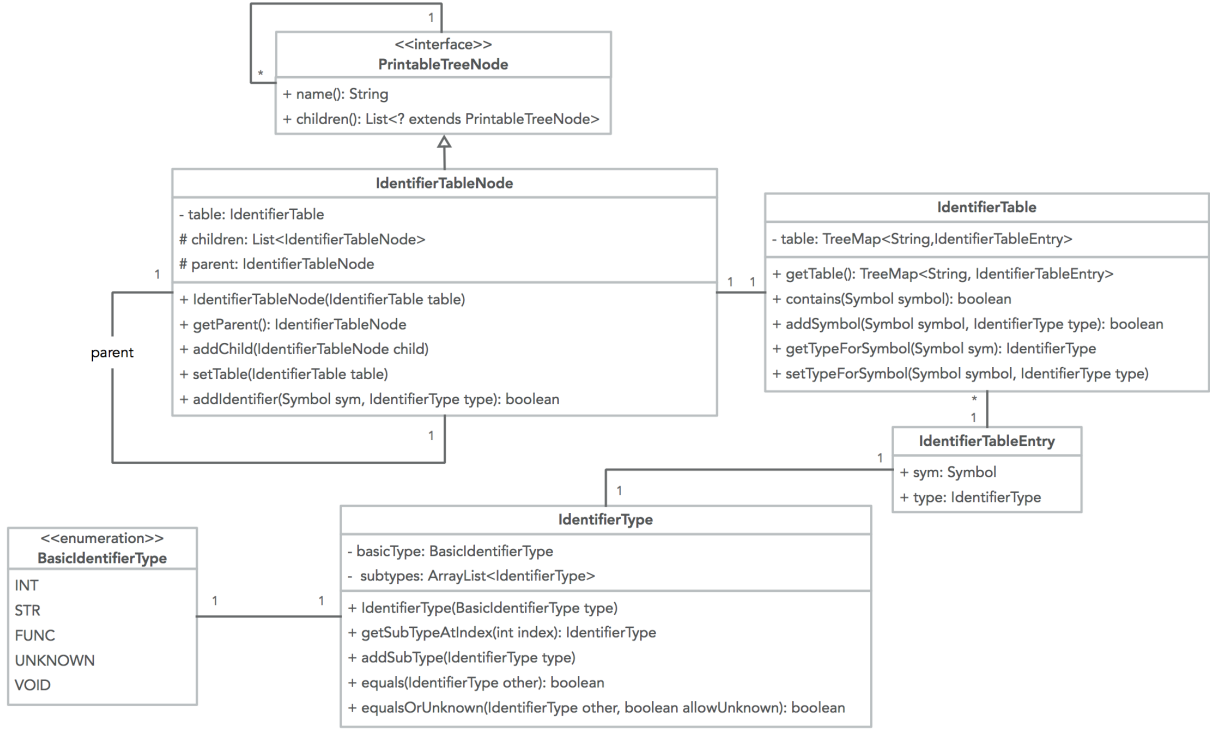 1
*
<<interface>>
PrintableTreeNode
+ name(): String
+ children(): List<? extends PrintableTreeNode>
IdentifierTableNode
- table: IdentifierTable
# children: List<IdentifierTableNode>
# parent: IdentifierTableNode
+ IdentifierTableNode(IdentifierTable table)
+ getParent(): IdentifierTableNode
+ addChild(IdentifierTableNode child)
+ setTable(IdentifierTable table)
+ addIdentifier(Symbol sym, IdentifierType type): boolean
1
parent
1
1
1
IdentifierTable
- table: TreeMap<String,IdentifierTableEntry>
+ getTable(): TreeMap<String, IdentifierTableEntry>
+ contains(Symbol symbol): boolean
+ addSymbol(Symbol symbol, IdentifierType type): boolean
+ getTypeForSymbol(Symbol sym): IdentifierType
+ setTypeForSymbol(Symbol symbol, IdentifierType type)
*
1
IdentifierTableEntry
+ sym: Symbol
+ type: IdentifierType
1
1
IdentifierType
- basicType: BasicIdentifierType
- subtypes: ArrayList<IdentifierType>
+ IdentifierType(BasicIdentifierType type)
+ getSubTypeAtIndex(int index): IdentifierType
+ addSubType(IdentifierType type)
+ equals(IdentifierType other): boolean
+ equalsOrUnknown(IdentifierType other, boolean allowUnknown): boolean
1
1
<<enumeration>>
BasicIdentifierType
INT
STR
FUNC
UNKNOWN
VOID